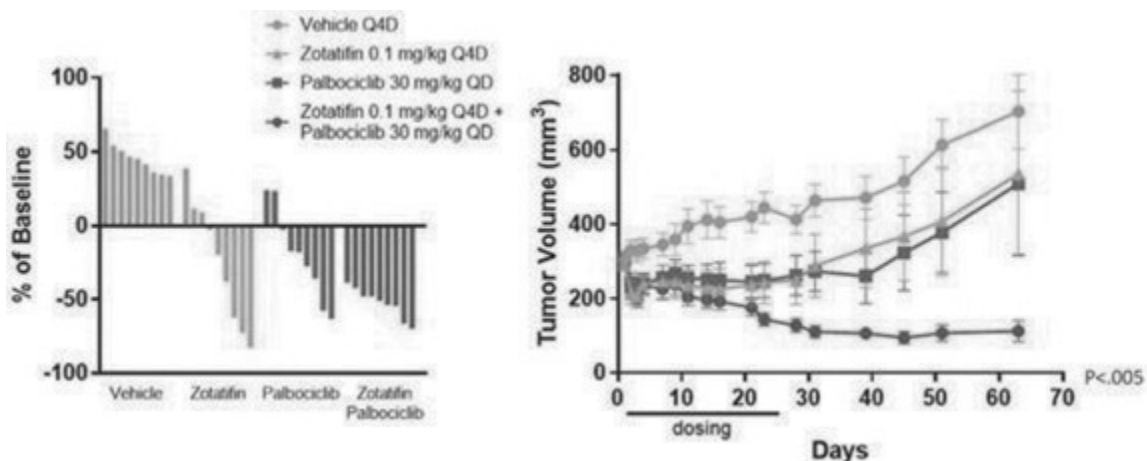 Vehicle Q4D
Zotatifin 0.1 mg/kg Q4D
Palbociclib 30 mg/kg QD
Zotatifin 0.1 mg/kg Q4D +
Palbociclib 30 mg/kg QD
% of Baseline
100
50
0
-50
-100
Vehicle
Zotatifin
Palbociclib
Zotatifin
Palbociclib
Tumor Volume (mm³)
800
600
400
200
0
0 10 20 30 40 50 60 70
P<.005
dosing
Days